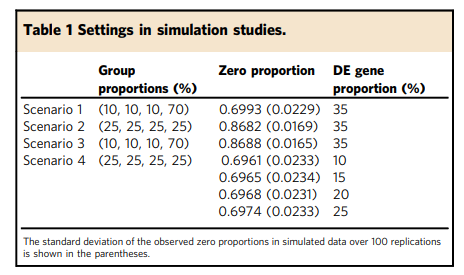 Table 1 Settings in simulation studies.
Group proportions (%) Zero proportion DE gene proportion (%)
Scenario 1 (10, 10, 10, 70) 0.6993 (0.0229) 35
Scenario 2 (25, 25, 25, 25) 0.8682 (0.0169) 35
Scenario 3 (10, 10, 10, 70) 0.8688 (0.0165) 35
Scenario 4 (25, 25, 25, 25) 0.6961 (0.0233) 10
0.6965 (0.0234) 15
0.6968 (0.0231) 20
0.6974 (0.0233) 25
The standard deviation of the observed zero proportions in simulated data over 100 replications
is shown in the parentheses.